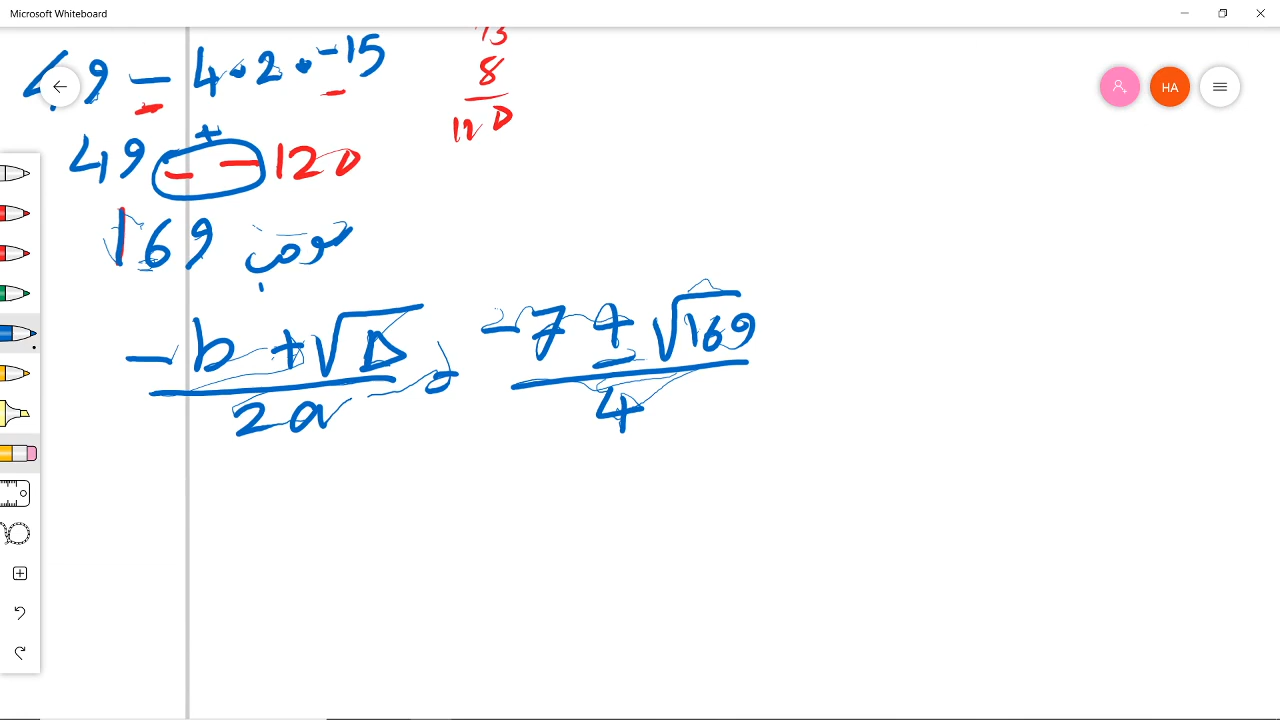 Microsoft Whiteboard
HA
49 - 4 · 2 · -15
49 - -120
+
169 موجب
15
8
120
-b + √Δ / 2a = -7 ± √169 / 4